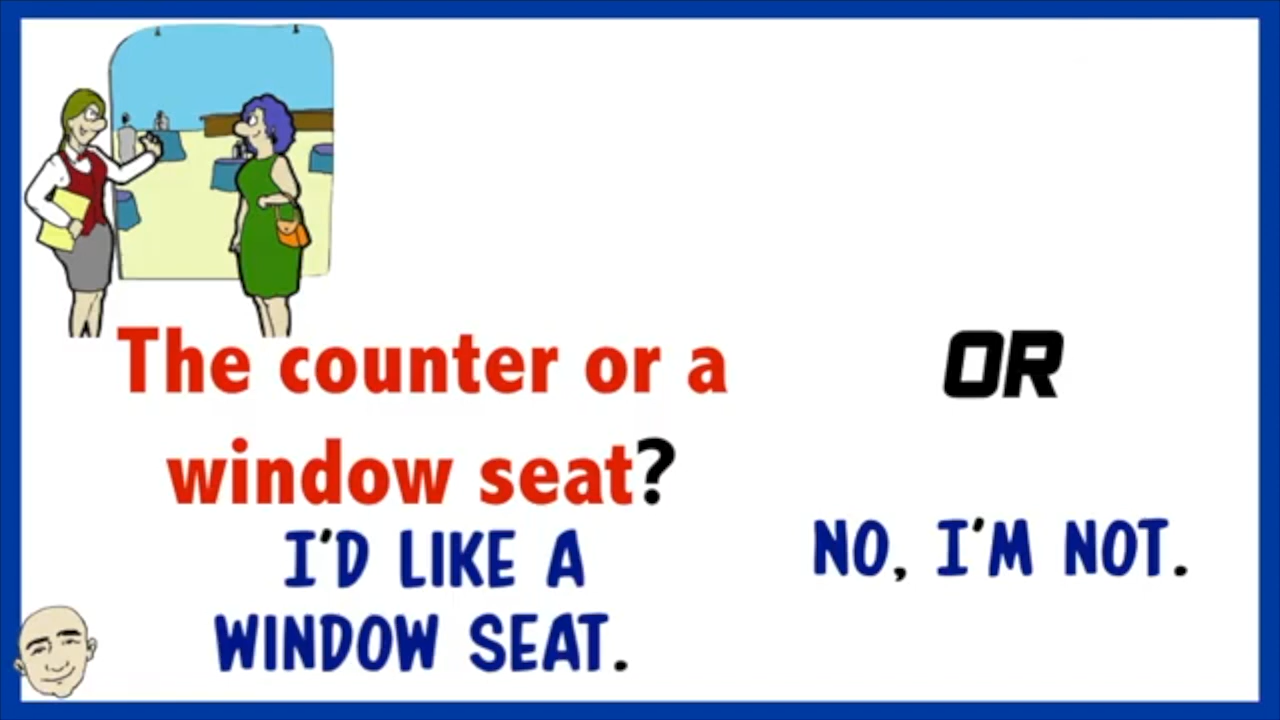 The counter or a
window seat?
I'D LIKE A
WINDOW SEAT.
OR
NO, I'M NOT.